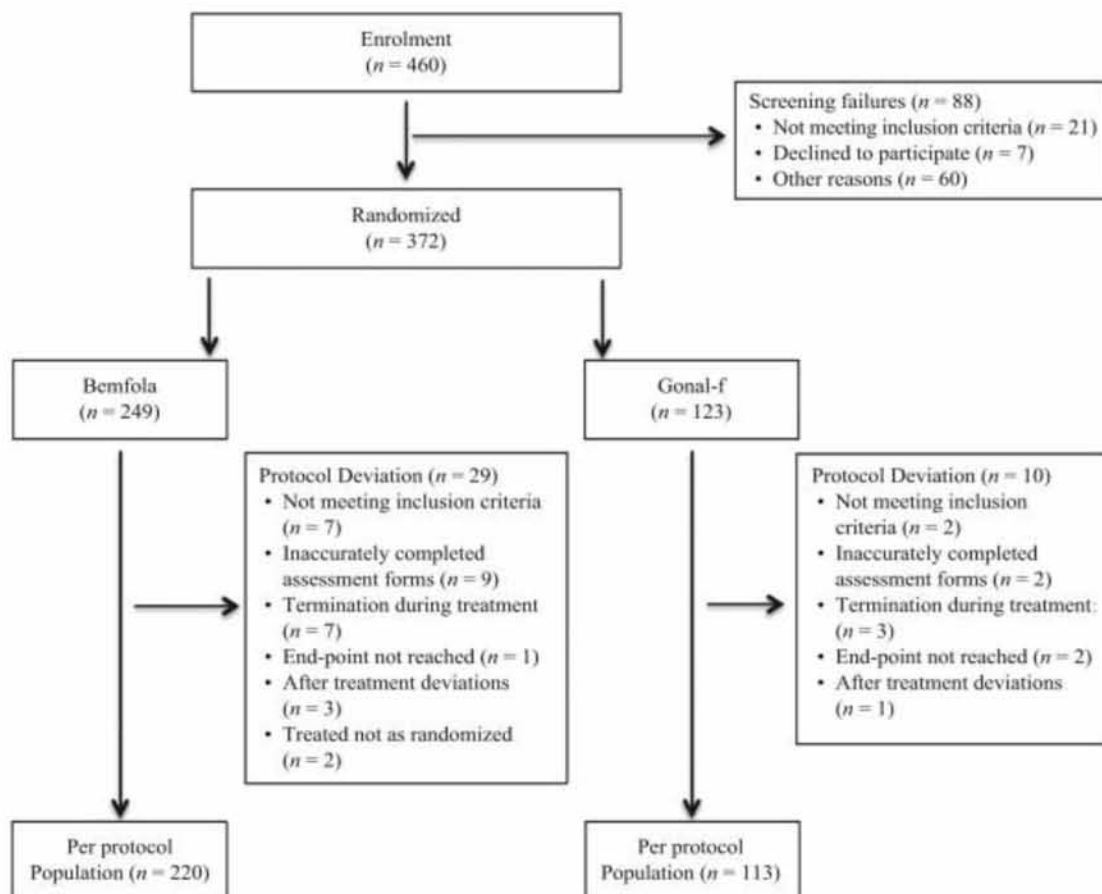 Enrolment
(n = 460)
Screening failures (n = 88)
• Not meeting inclusion criteria (n = 21)
• Declined to participate (n = 7)
• Other reasons (n = 60)
Randomized
(n = 372)
Bemfola
(n = 249)
Gonal-f
(n = 123)
Protocol Deviation (n = 29)
• Not meeting inclusion criteria
(n = 7)
• Inaccurately completed
assessment forms (n = 9)
• Termination during treatment
(n = 7)
• End-point not reached (n = 1)
• After treatment deviations
(n = 3)
• Treated not as randomized
(n = 2)
Protocol Deviation (n = 10)
• Not meeting inclusion
criteria (n = 2)
• Inaccurately completed
assessment forms (n = 2)
• Termination during treatment:
(n = 3)
• End-point not reached (n = 2)
• After treatment deviations
(n = 1)
Per protocol
Population (n = 220)
Per protocol
Population (n = 113)